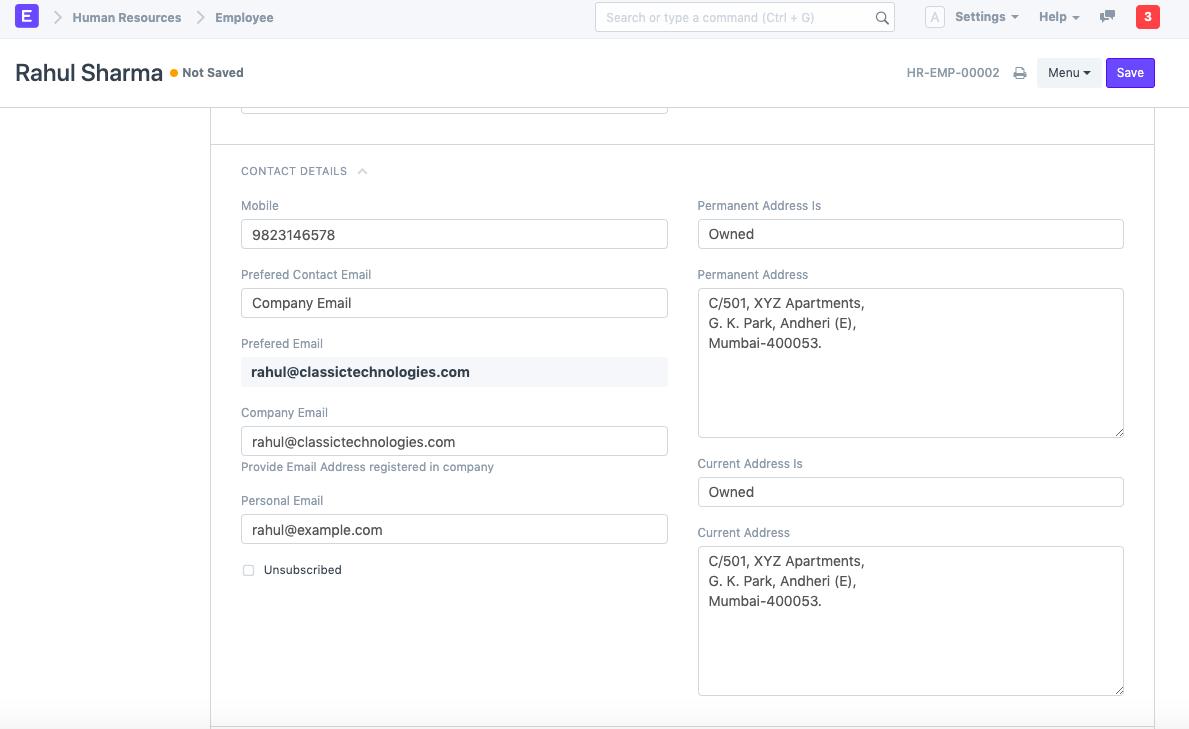 E
Human Resources
Employee
Search or type a command (Ctrl + G)
A
Settings
Help
3
Rahul Sharma
Not Saved
HR-EMP-00002
Menu
Save
CONTACT DETAILS
Mobile
9823146578
Prefered Contact Email
Company Email
Prefered Email
rahul@classictechnologies.com
Company Email
rahul@classictechnologies.com
Provide Email Address registered in company
Personal Email
rahul@example.com
Unsubscribed
Permanent Address Is
Owned
Permanent Address
C/501, XYZ Apartments,
G. K. Park, Andheri (E),
Mumbai-400053.
Current Address Is
Owned
Current Address
C/501, XYZ Apartments,
G. K. Park, Andheri (E),
Mumbai-400053.